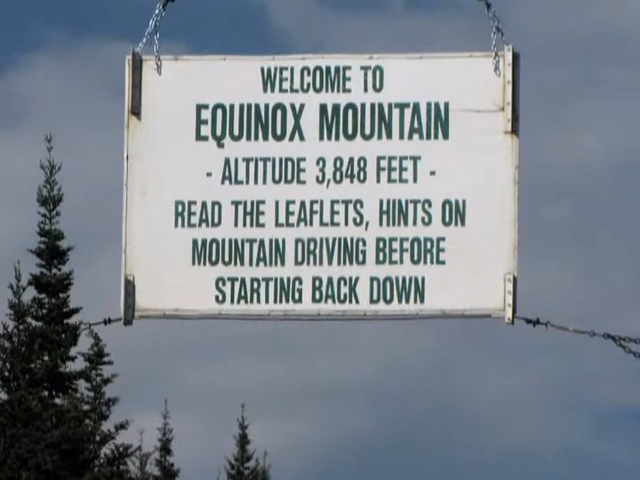 WELCOME TO
EQUINOX MOUNTAIN
- ALTITUDE 3,848 FEET -
READ THE LEAFLETS, HINTS ON
MOUNTAIN DRIVING BEFORE
STARTING BACK DOWN